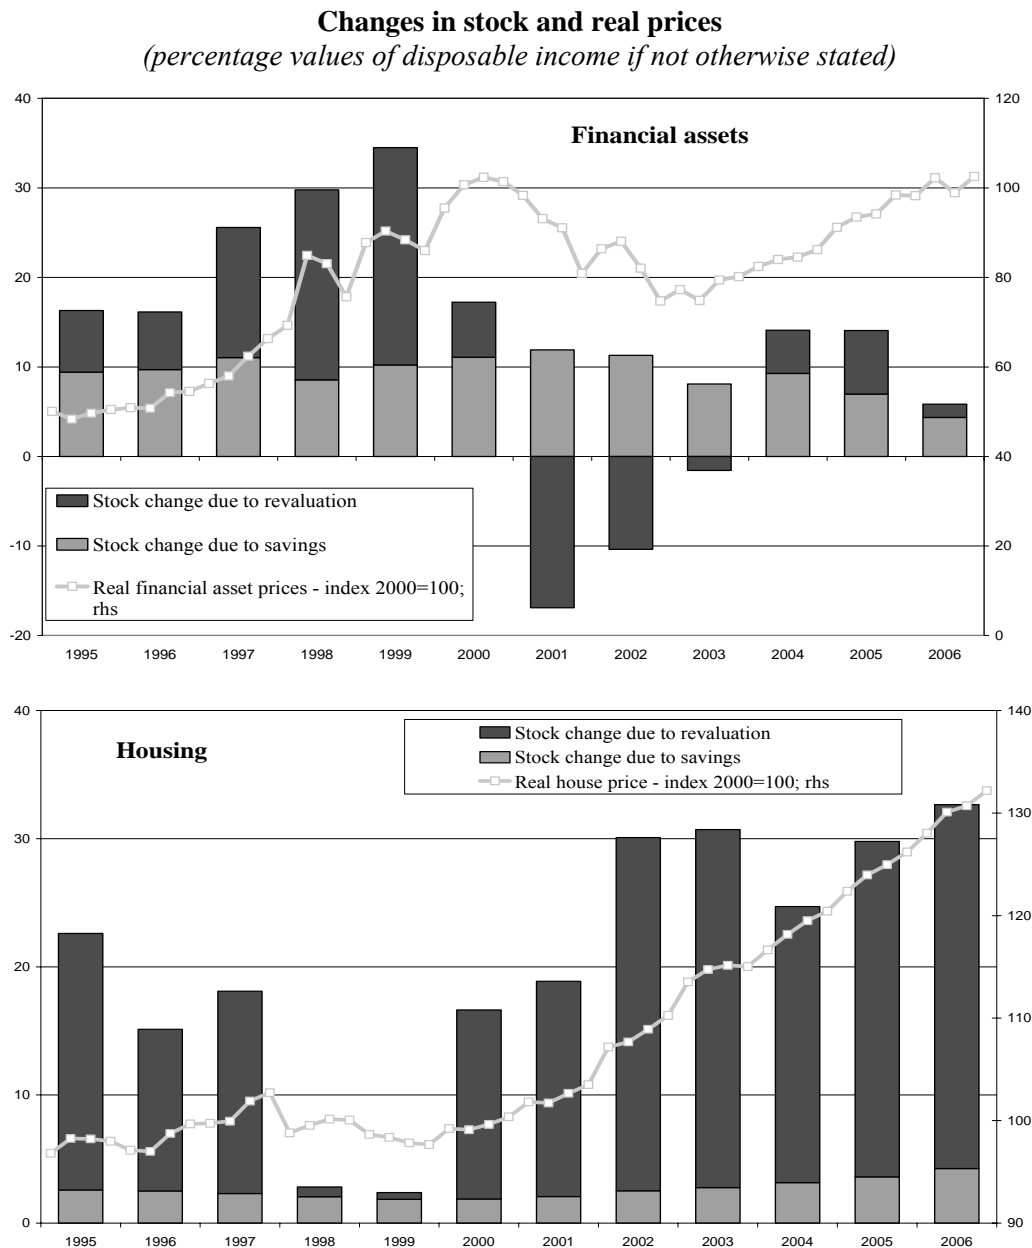 Changes in stock and real prices
(percentage values of disposable income if not otherwise stated)
40
30
20
10
0
-10
-20
120
100
80
60
40
20
0
Financial assets
Stock change due to revaluation
Stock change due to savings
Real financial asset prices - index 2000=100;
rhs
1995 1996 1997 1998 1999 2000 2001 2002 2003 2004 2005 2006
40
30
20
10
0
140
130
120
110
100
90
Housing
Stock change due to revaluation
Stock change due to savings
Real house price - index 2000=100; rhs
1995 1996 1997 1998 1999 2000 2001 2002 2003 2004 2005 2006